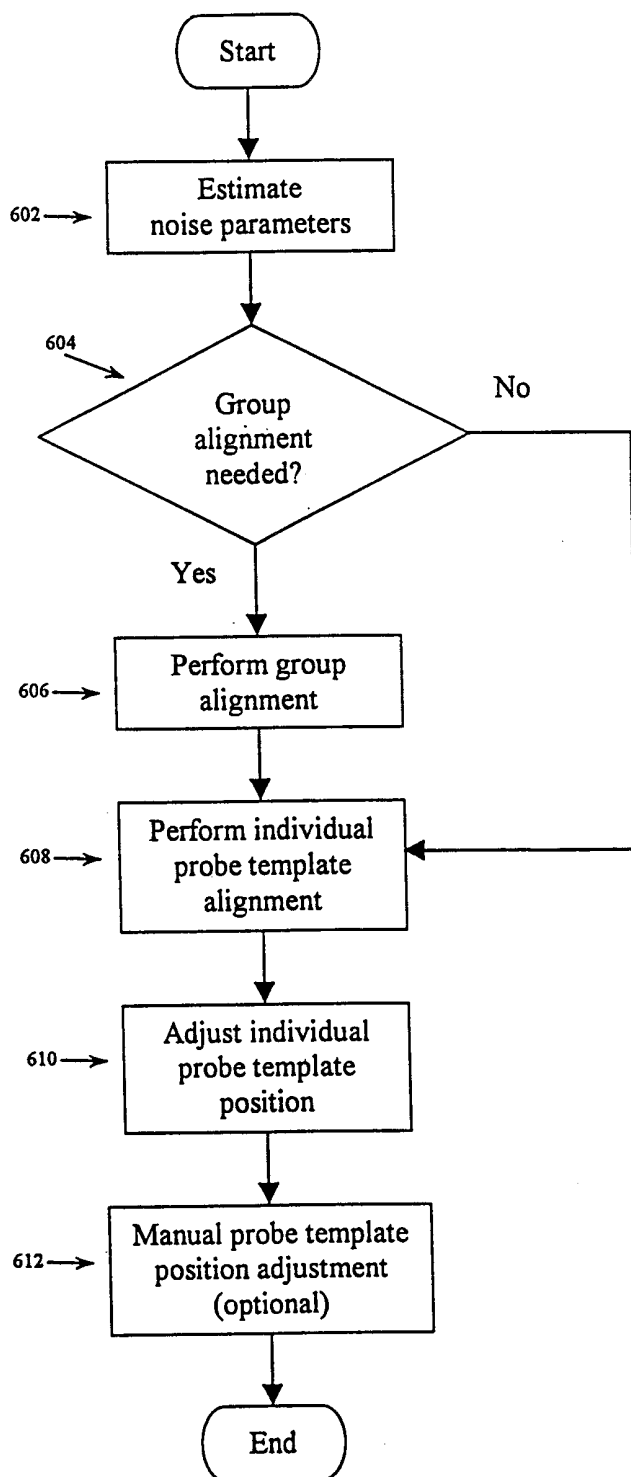 Start
602
Estimate
noise parameters
604
Group
alignment
needed?
No
Yes
606
Perform group
alignment
608
Perform individual
probe template
alignment
610
Adjust individual
probe template
position
612
Manual probe template
position adjustment
(optional)
End